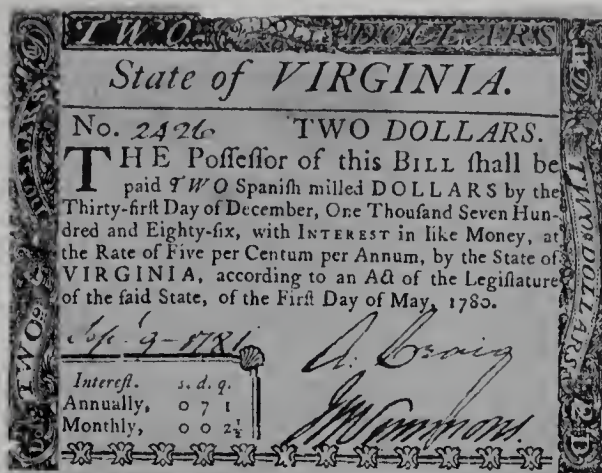 TWO DOLLARS
State of VIRGINIA.
No. 2426 TWO DOLLARS.
THE Poſſeſſor of this BILL ſhall be
paid TWO Spaniſh milled DOLLARS by the
Thirty-firſt Day of December, One Thouſand Seven Hun-
dred and Eighty-ſix, with INTEREST in like Money, at
the Rate of Five per Centum per Annum, by the State of
VIRGINIA, according to an Act of the Legiſlature
of the ſaid State, of the Firſt Day of May, 1780.
9-1781
A. Craig
Simmons.
Intereſt. s. d. q.
Annually, 0 7 1
Monthly, 0 0 2½
TWO DOLLARS